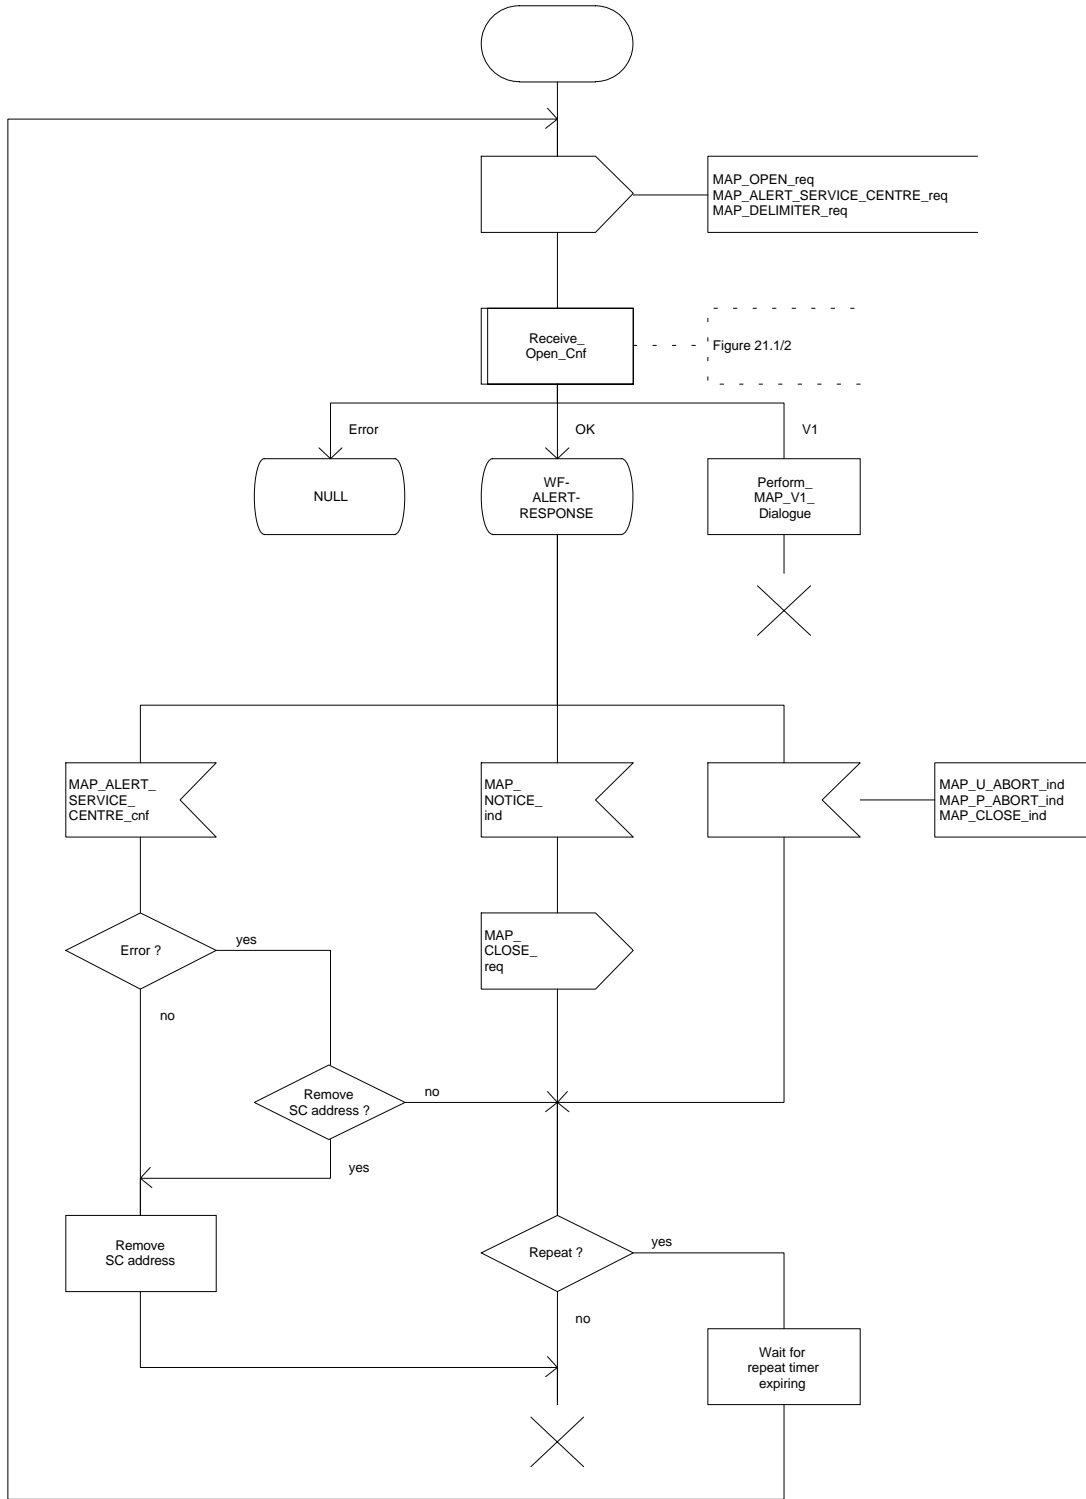 MAP_OPEN_req
MAP_ALERT_SERVICE_CENTRE_req
MAP_DELIMITER_req
Receive_
Open_Cnf
Figure 21.1/2
Error
OK
V1
NULL
WF-
ALERT-
RESPONSE
Perform_
MAP_V1_
Dialogue
MAP_ALERT_
SERVICE_
CENTRE_cnf
MAP_
NOTICE_
ind
MAP_U_ABORT_ind
MAP_P_ABORT_ind
MAP_CLOSE_ind
Error ?
yes
no
MAP_
CLOSE_
req
Remove
SC address ?
no
yes
Remove
SC address
Repeat ?
yes
no
Wait for
repeat timer
expiring